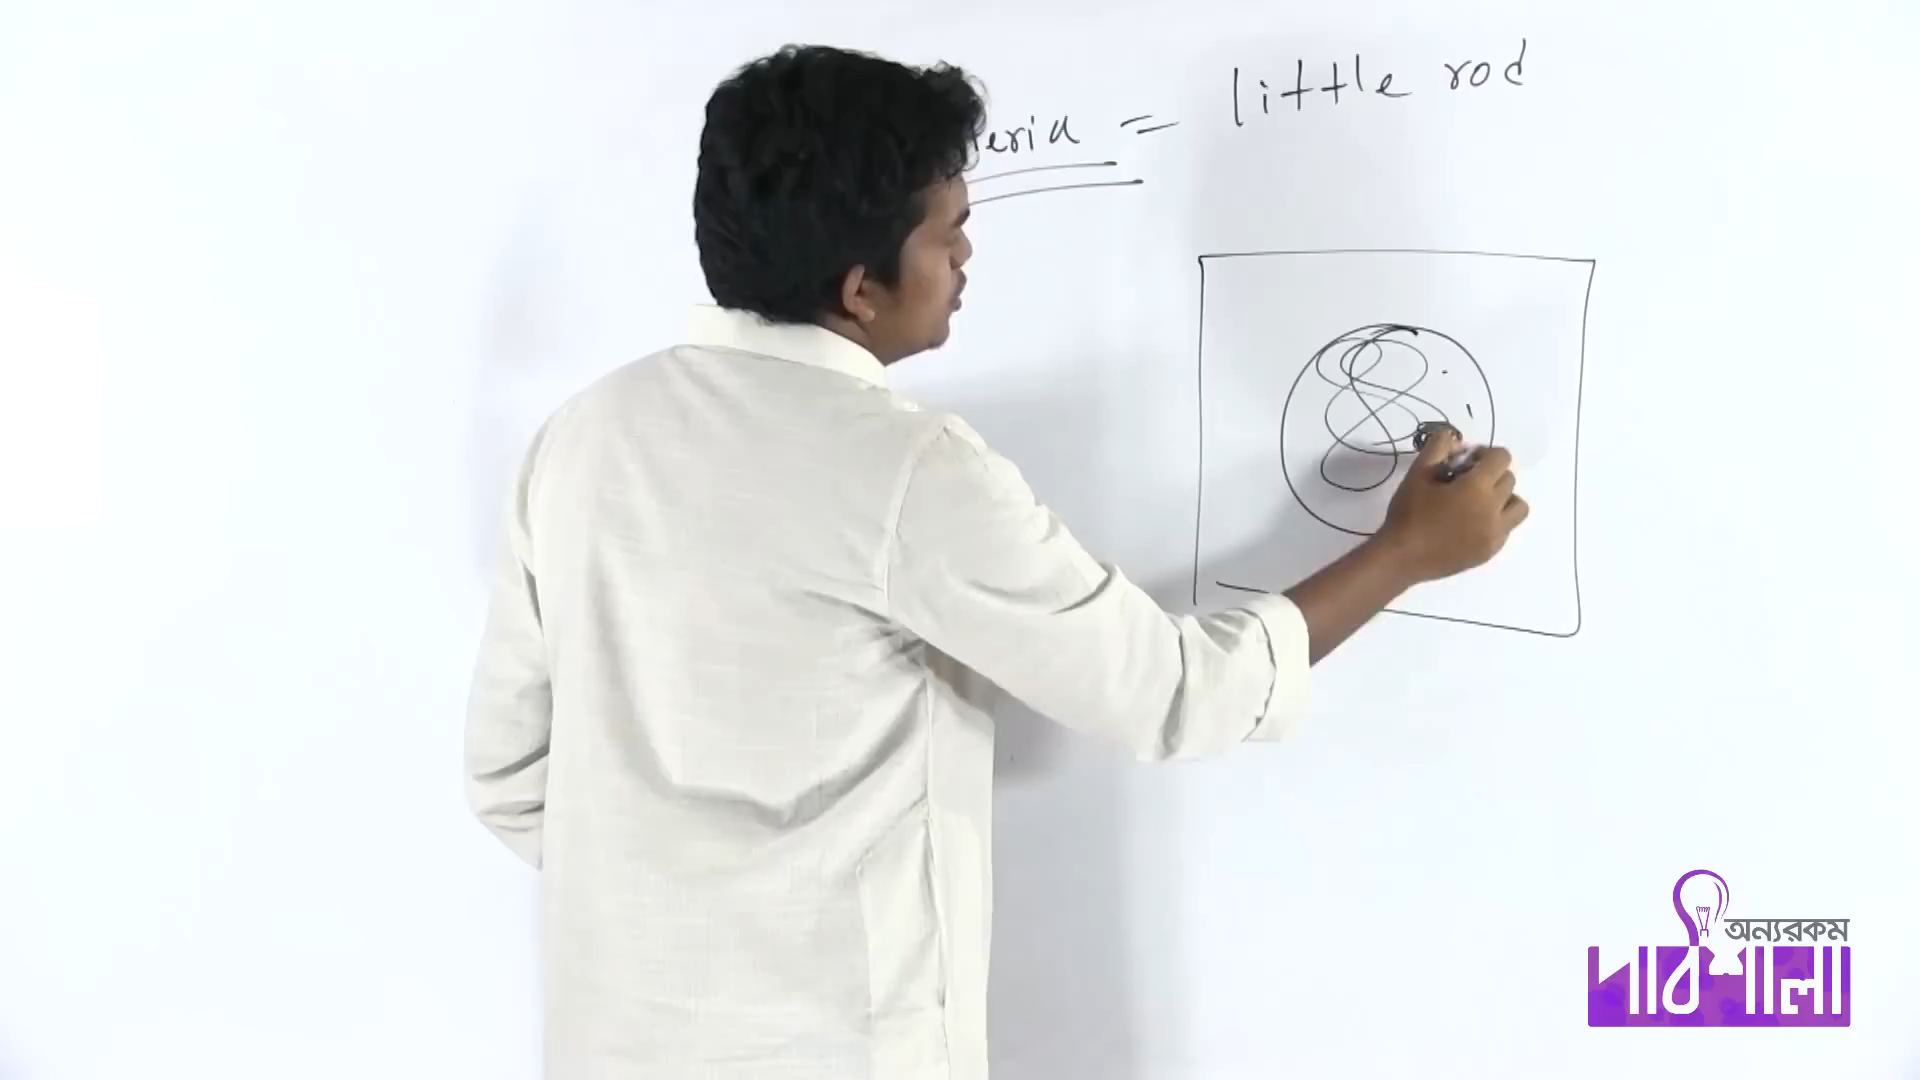 teria = little rod
অন্যরকম
পাঠশালা